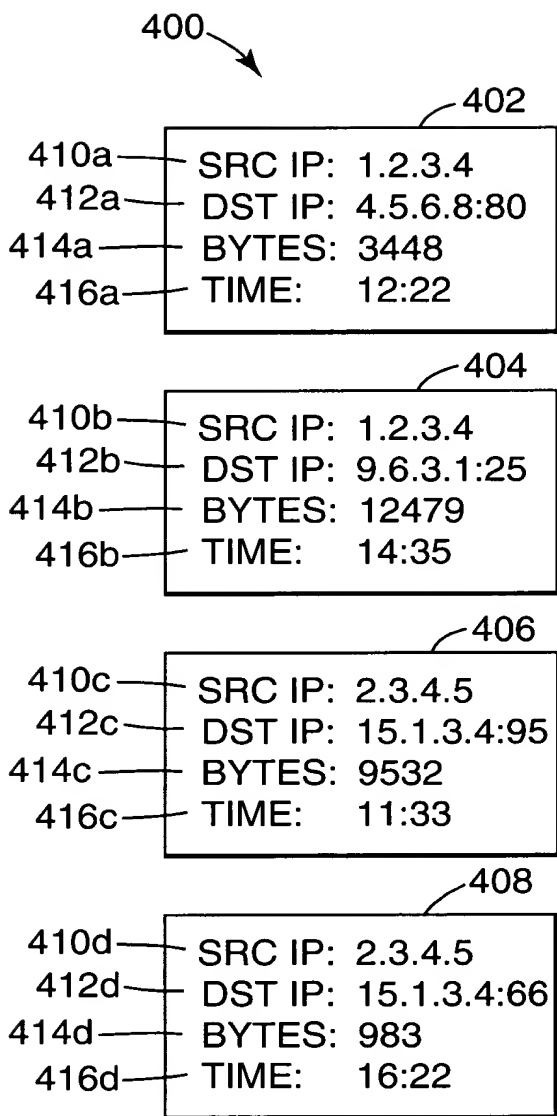 400
402
410a SRC IP: 1.2.3.4
412a DST IP: 4.5.6.8:80
414a BYTES: 3448
416a TIME: 12:22
404
410b SRC IP: 1.2.3.4
412b DST IP: 9.6.3.1:25
414b BYTES: 12479
416b TIME: 14:35
406
410c SRC IP: 2.3.4.5
412c DST IP: 15.1.3.4:95
414c BYTES: 9532
416c TIME: 11:33
408
410d SRC IP: 2.3.4.5
412d DST IP: 15.1.3.4:66
414d BYTES: 983
416d TIME: 16:22